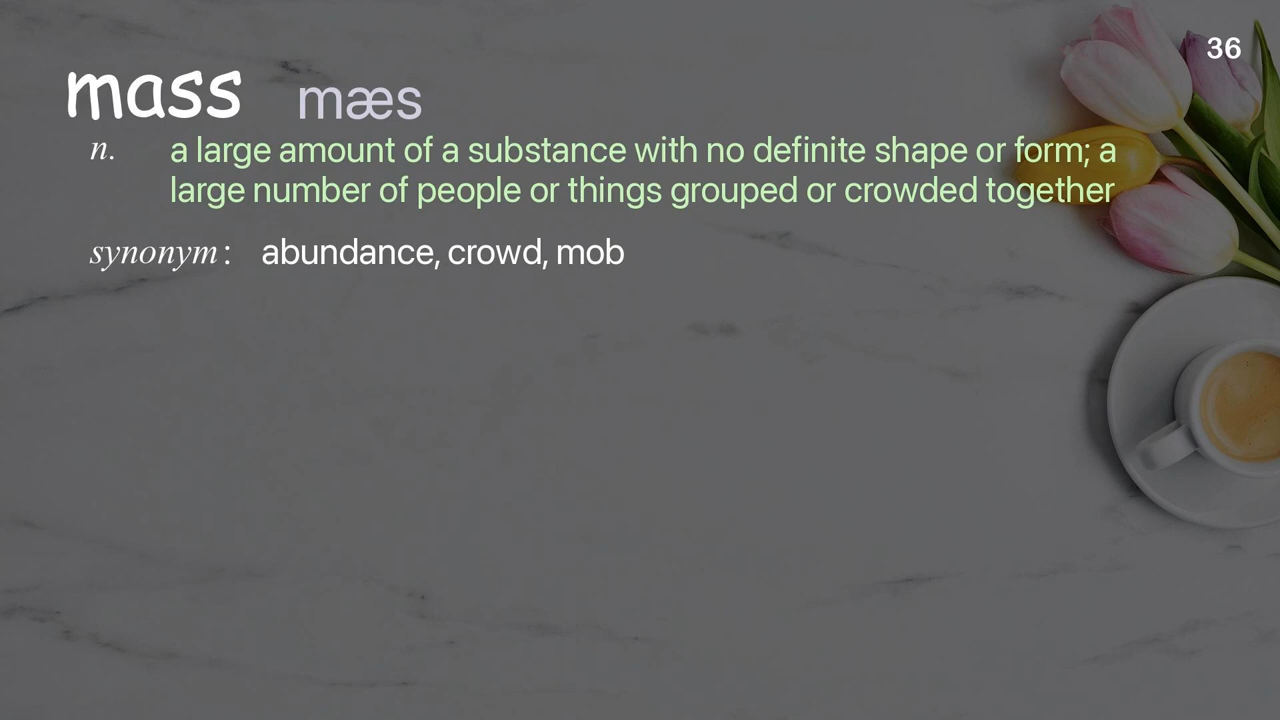 36
mass mæs
n. a large amount of a substance with no definite shape or form; a
large number of people or things grouped or crowded together
synonym: abundance, crowd, mob